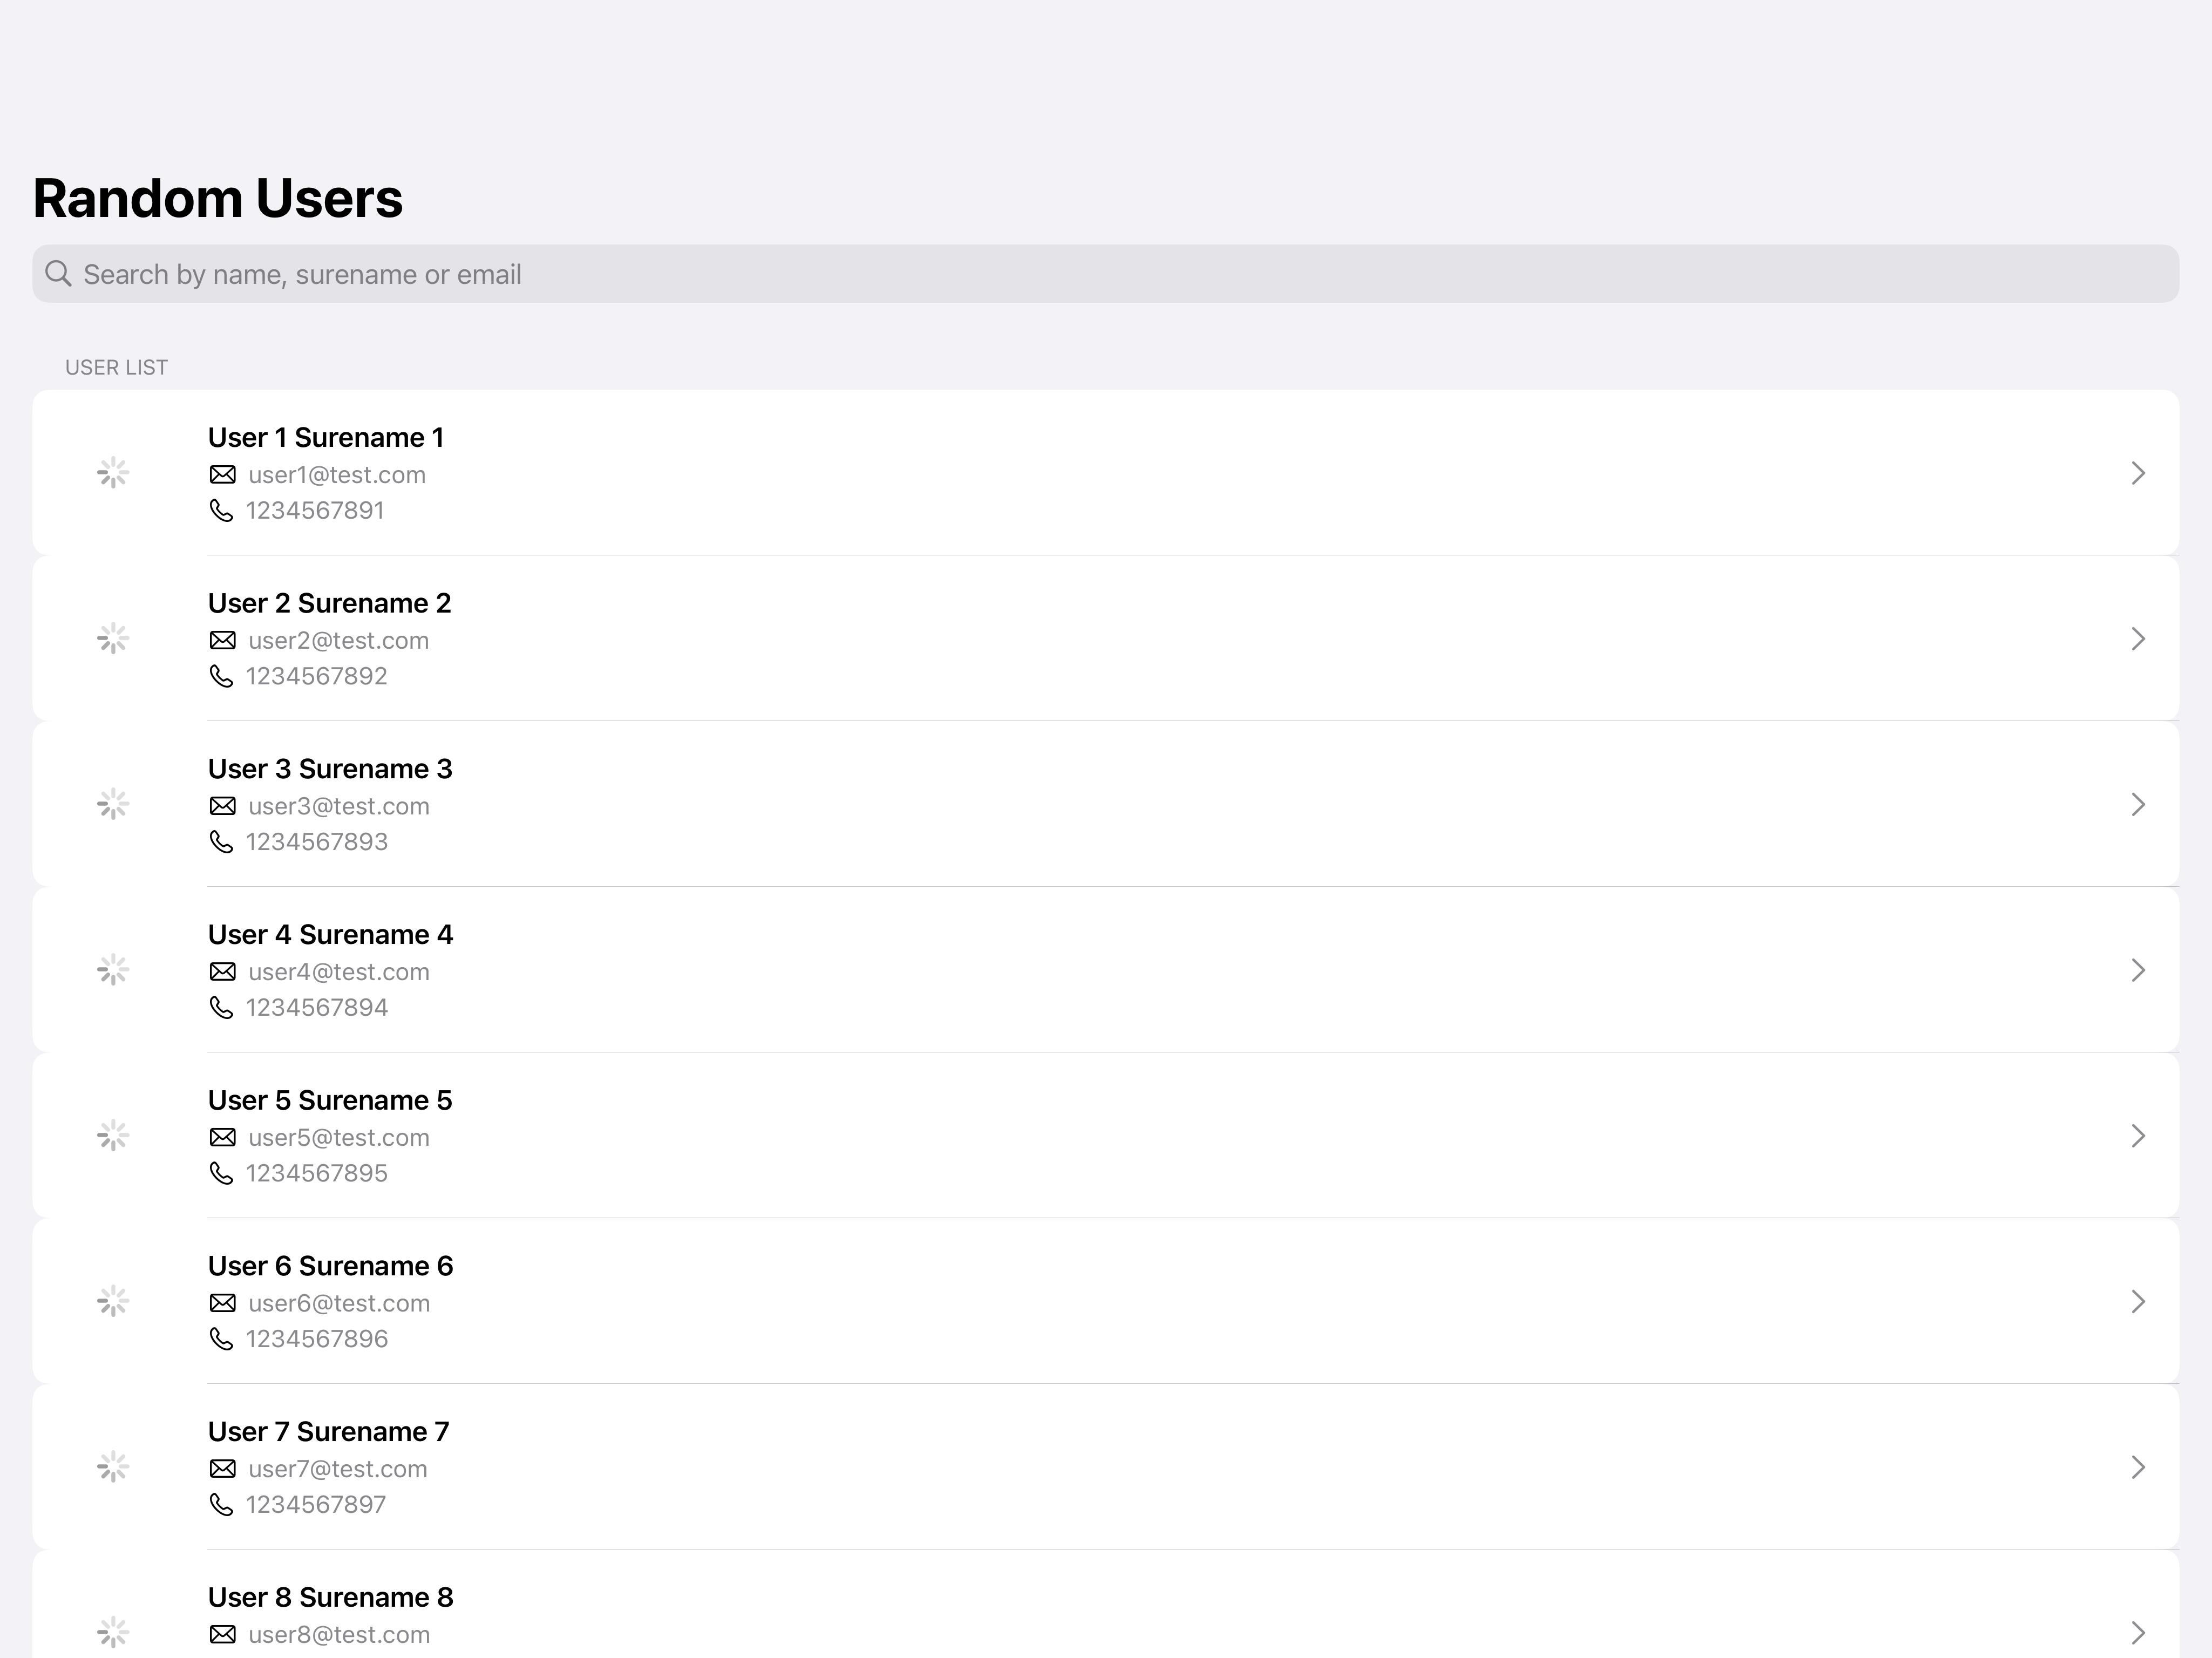 Random Users
Search by name, surename or email
USER LIST
User 1 Surename 1
user1@test.com
1234567891
User 2 Surename 2
user2@test.com
1234567892
User 3 Surename 3
user3@test.com
1234567893
User 4 Surename 4
user4@test.com
1234567894
User 5 Surename 5
user5@test.com
1234567895
User 6 Surename 6
user6@test.com
1234567896
User 7 Surename 7
user7@test.com
1234567897
User 8 Surename 8
user8@test.com